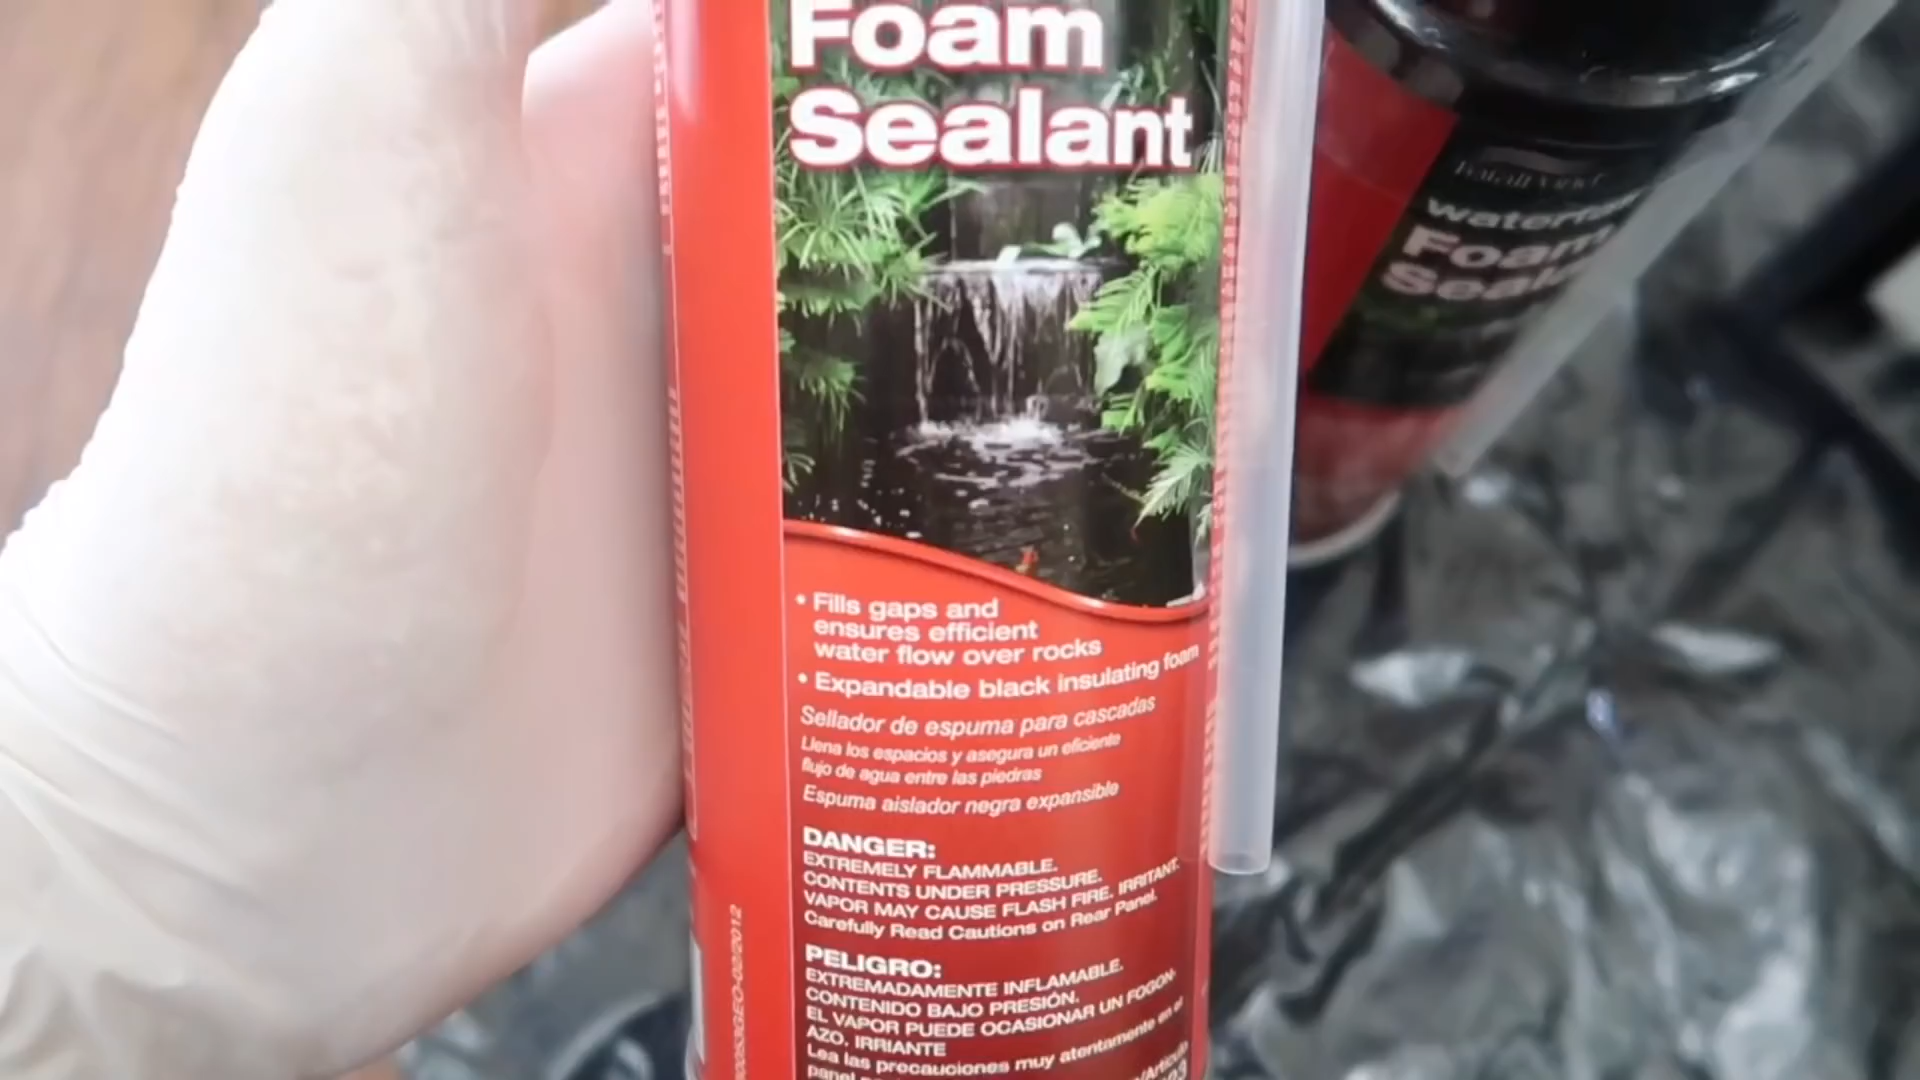 Foam
Sealant
• Fills gaps and
ensures efficient
water flow over rocks
• Expandable black insulating foam
Sellador de espuma para cascadas
Llena los espacios y asegura un eficiente
flujo de agua entre las piedras
Espuma aislador negra expansible
DANGER:
EXTREMELY FLAMMABLE.
CONTENTS UNDER PRESSURE.
VAPOR MAY CAUSE FLASH FIRE. IRRITANT.
Carefully Read Cautions on Rear Panel.
PELIGRO:
EXTREMADAMENTE INFLAMABLE.
CONTENIDO BAJO PRESIÓN.
EL VAPOR PUEDE OCASIONAR UN FOGON-
AZO. IRRIANTE
Lea las precauciones muy atentamente en el
panel
Foam